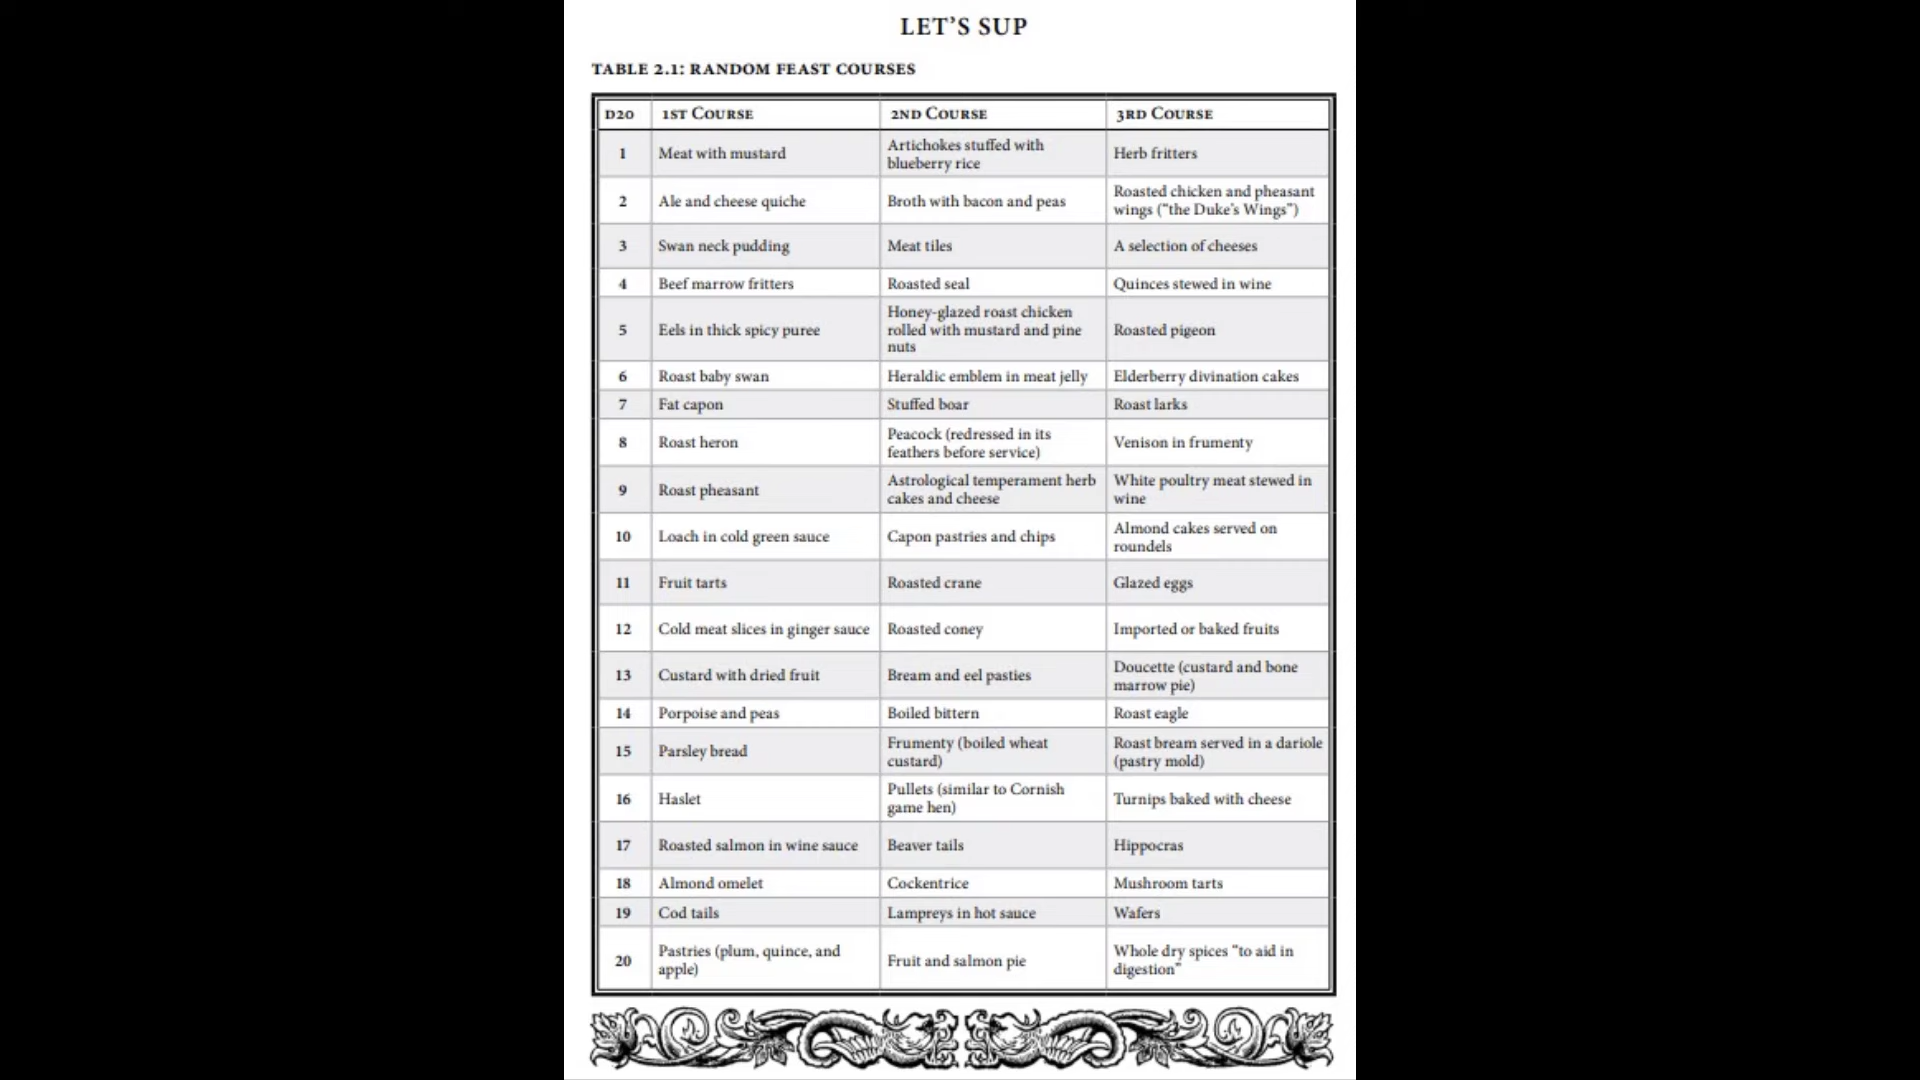 LET'S SUP
TABLE 2.1: RANDOM FEAST COURSES
D20 1ST COURSE 2ND COURSE 3RD COURSE
1 Meat with mustard Artichokes stuffed with blueberry rice Herb fritters
2 Ale and cheese quiche Broth with bacon and peas Roasted chicken and pheasant wings (“the Duke's Wings”)
3 Swan neck pudding Meat tiles A selection of cheeses
4 Beef marrow fritters Roasted seal Quinces stewed in wine
5 Eels in thick spicy puree Honey-glazed roast chicken rolled with mustard and pine nuts Roasted pigeon
6 Roast baby swan Heraldic emblem in meat jelly Elderberry divination cakes
7 Fat capon Stuffed boar Roast larks
8 Roast heron Peacock (redressed in its feathers before service) Venison in frumenty
9 Roast pheasant Astrological temperament herb cakes and cheese White poultry meat stewed in wine
10 Loach in cold green sauce Capon pastries and chips Almond cakes served on roundels
11 Fruit tarts Roasted crane Glazed eggs
12 Cold meat slices in ginger sauce Roasted coney Imported or baked fruits
13 Custard with dried fruit Bream and eel pasties Doucette (custard and bone marrow pie)
14 Porpoise and peas Boiled bittern Roast eagle
15 Parsley bread Frumenty (boiled wheat custard) Roast bream served in a dariole (pastry mold)
16 Haslet Pullets (similar to Cornish game hen) Turnips baked with cheese
17 Roasted salmon in wine sauce Beaver tails Hippocras
18 Almond omelet Cockentrice Mushroom tarts
19 Cod tails Lampreys in hot sauce Wafers
20 Pastries (plum, quince, and apple) Fruit and salmon pie Whole dry spices “to aid in digestion”